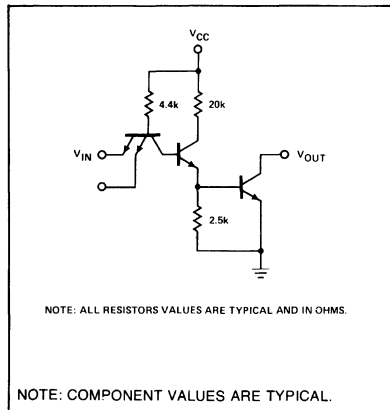 VCC
4.4k
20k
VIN
VOUT
2.5k
NOTE: ALL RESISTORS VALUES ARE TYPICAL AND IN OHMS.
NOTE: COMPONENT VALUES ARE TYPICAL.